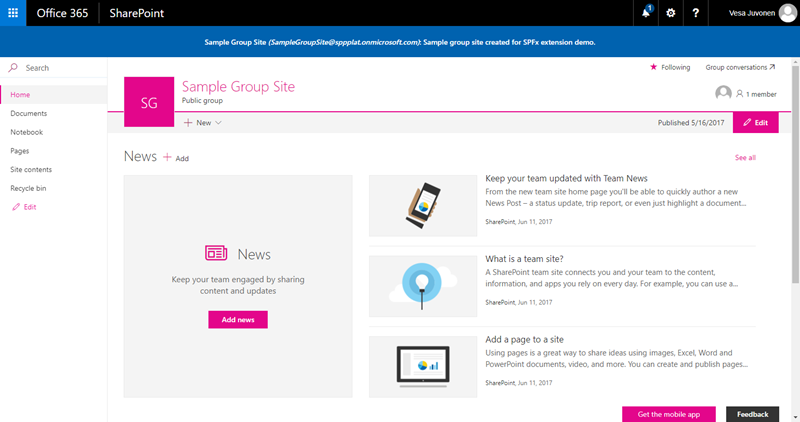 Office 365 SharePoint 1 ? Vesa Juvonen
Sample Group Site (SampleGroupSite@sppplat.onmicrosoft.com): Sample group site created for SPFx extension demo.
Search
Home
Documents
Notebook
Pages
Site contents
Recycle bin
Edit
Following Group conversations
SG
Sample Group Site
Public group
1 member
New
Published 5/16/2017 Edit
News Add
See all
News
Keep your team engaged by sharing
content and updates
Add news
Keep your team updated with Team News
From the new team site home page you'll be able to quickly author a new
News Post – a status update, trip report, or even just highlight a document...
SharePoint, Jun 11, 2017
What is a team site?
A SharePoint team site connects you and your team to the content,
information, and apps you rely on every day. For example, you can use a...
SharePoint, Jun 11, 2017
Add a page to a site
Using pages is a great way to share ideas using images, Excel, Word and
PowerPoint documents, video, and more. You can create and publish pages...
SharePoint, Jun 11, 2017
Get the mobile app Feedback